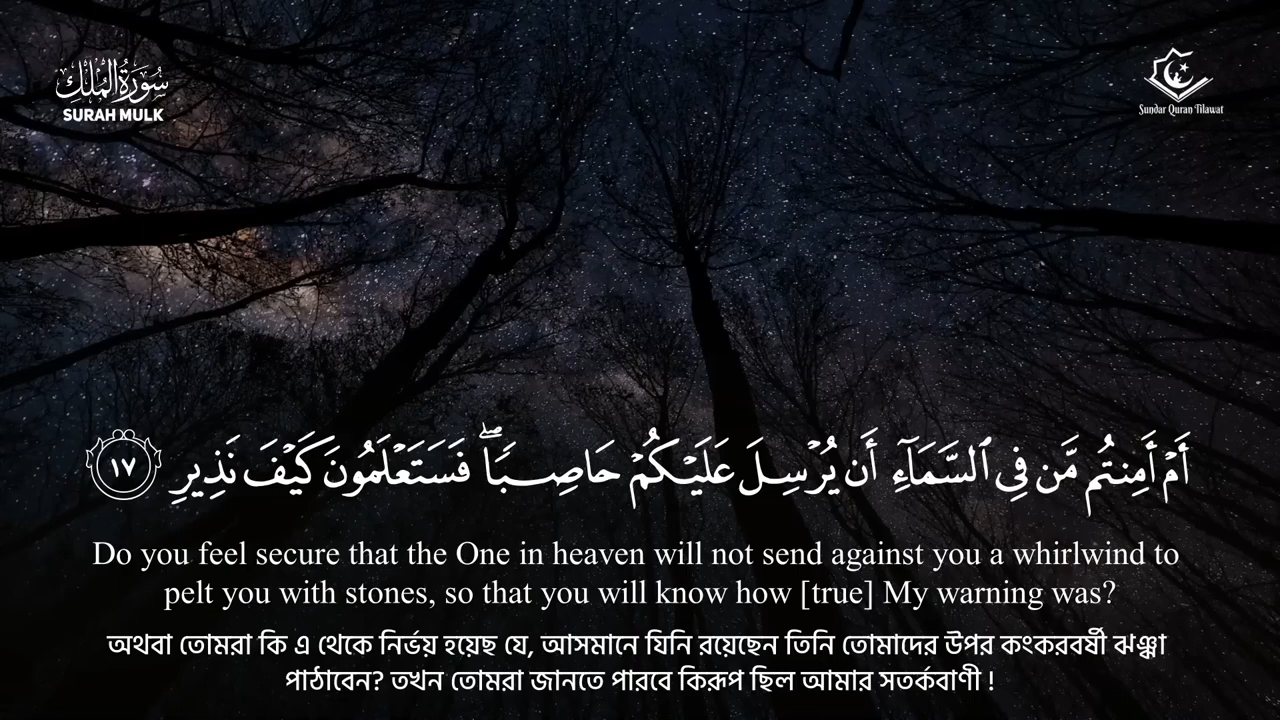 سُورَةُ الْمُلْكِ
SURAH MULK
Sundar Quran Tilawat
أَمْ أَمِنتُم مَّن فِى ٱلسَّمَآءِ أَن يُرْسِلَ عَلَيْكُمْ حَاصِبًا ۖ فَسَتَعْلَمُونَ كَيْفَ نَذِيرِ ١٧
Do you feel secure that the One in heaven will not send against you a whirlwind to
pelt you with stones, so that you will know how [true] My warning was?
অথবা তোমরা কি এ থেকে নির্ভয় হয়েছ যে, আসমানে যিনি রয়েছেন তিনি তোমাদের উপর কংকরবর্ষী ঝঞ্ঝা
পাঠাবেন? তখন তোমরা জানতে পারবে কিরূপ ছিল আমার সতর্কবাণী !